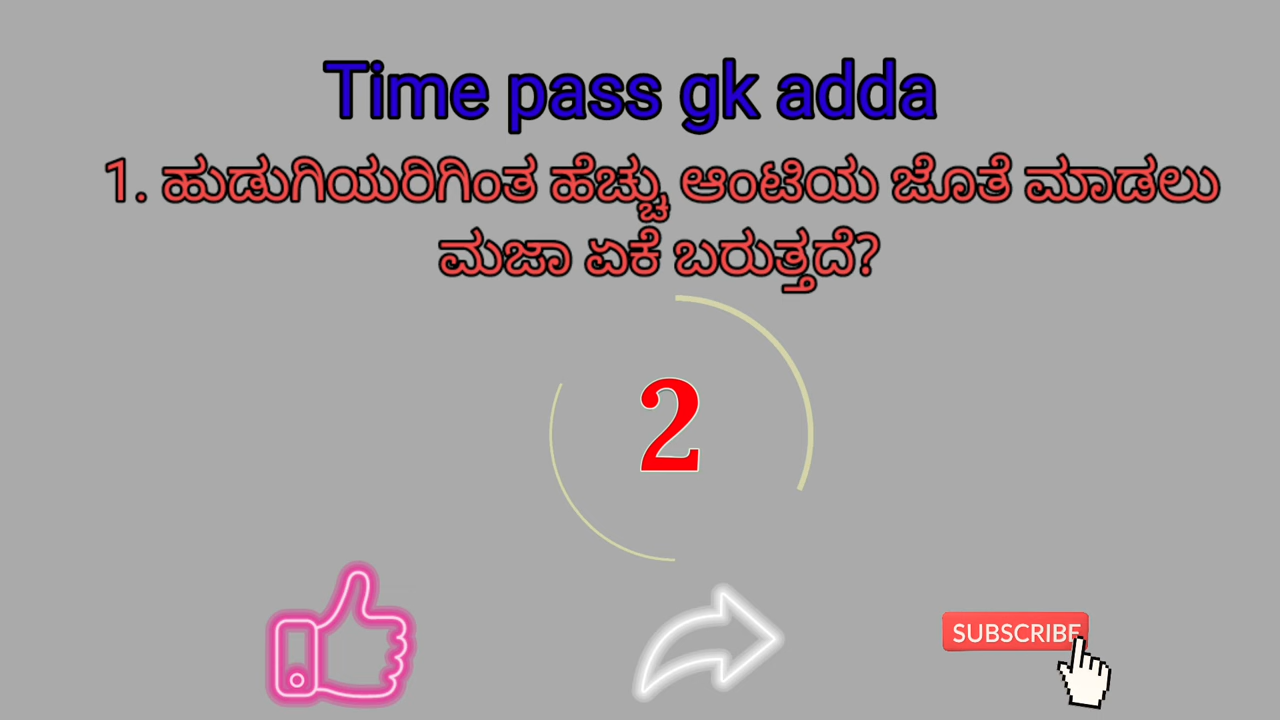 Time pass gk adda
1. ಹುಡುಗಿಯರಿಗಿಂತ ಹೆಚ್ಚು ಆಂಟಿಯ ಜೊತೆ ಮಾಡಲು
ಮಜಾ ಏಕೆ ಬರುತ್ತದೆ?
2
SUBSCRIBE